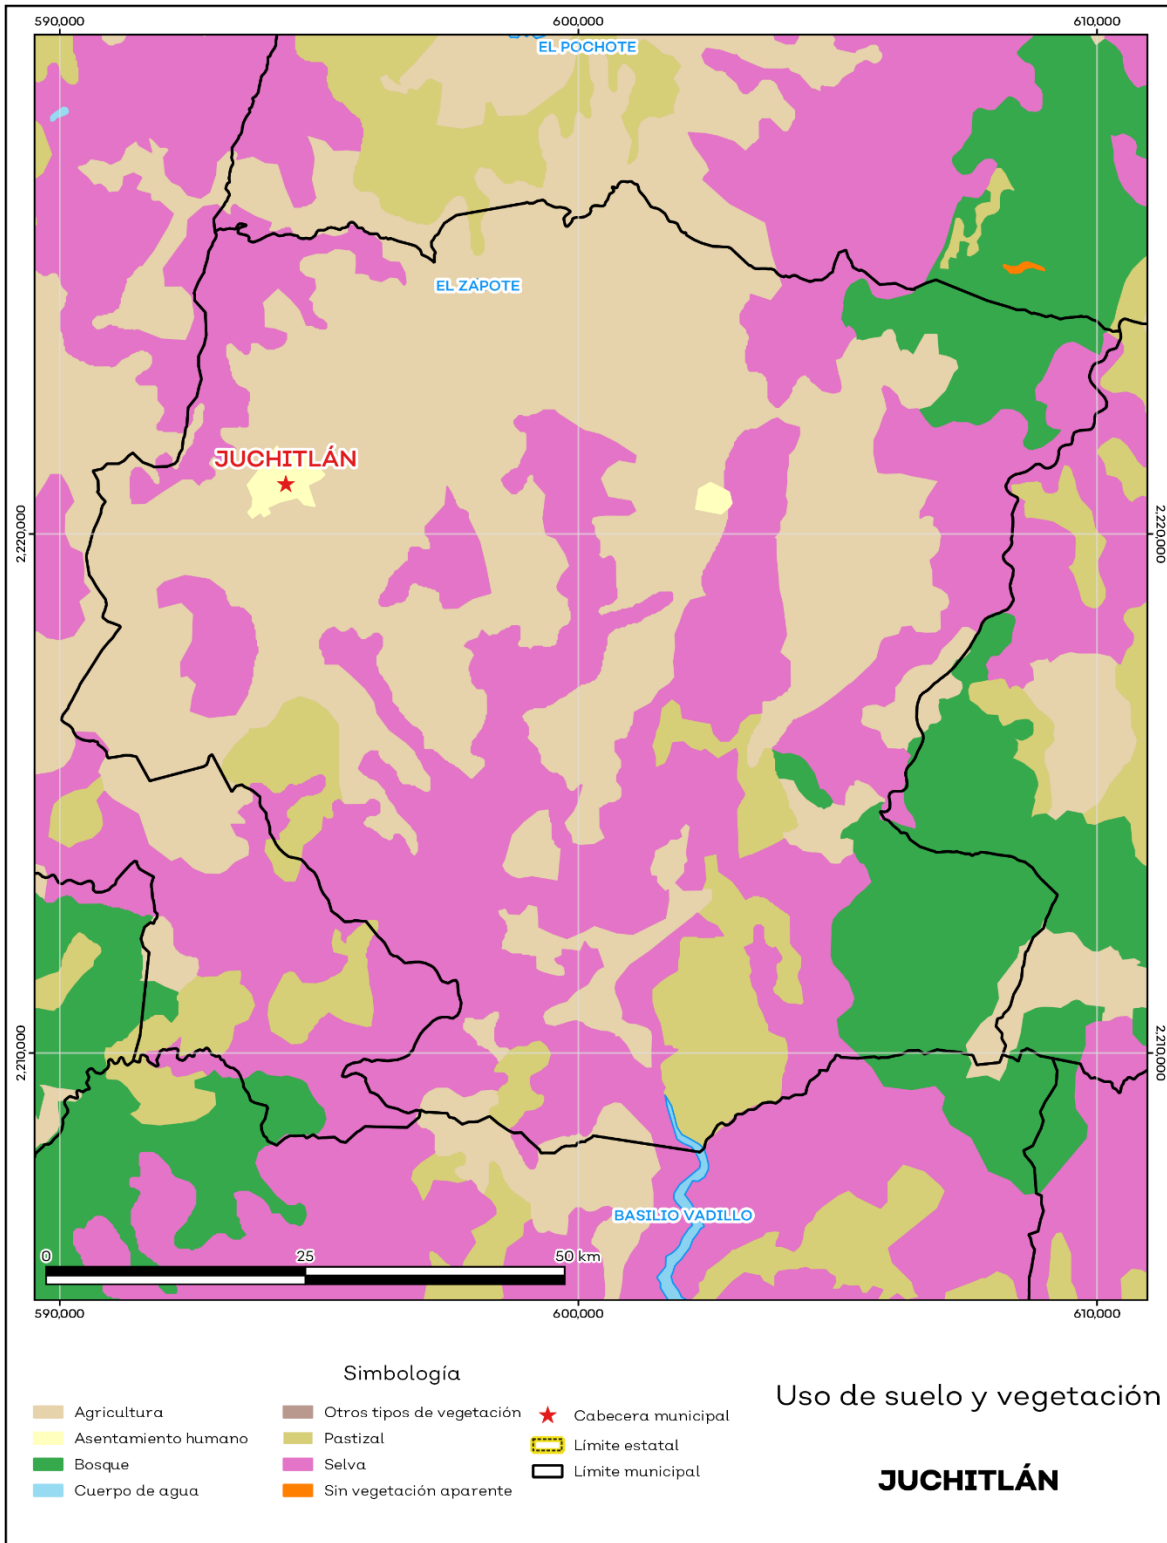 590,000 600,000 610,000
EL POCHOTE
EL ZAPOTE
JUCHITLÁN
2,220,000 2,220,000
2,210,000 2,210,000
BASILIO VADILLO
0 25 50 km
590,000 600,000 610,000
Simbología
Agricultura
Asentamiento humano
Bosque
Cuerpo de agua
Otros tipos de vegetación
Pastizal
Selva
Sin vegetación aparente
Cabecera municipal
Límite estatal
Límite municipal
Uso de suelo y vegetación
JUCHITLÁN